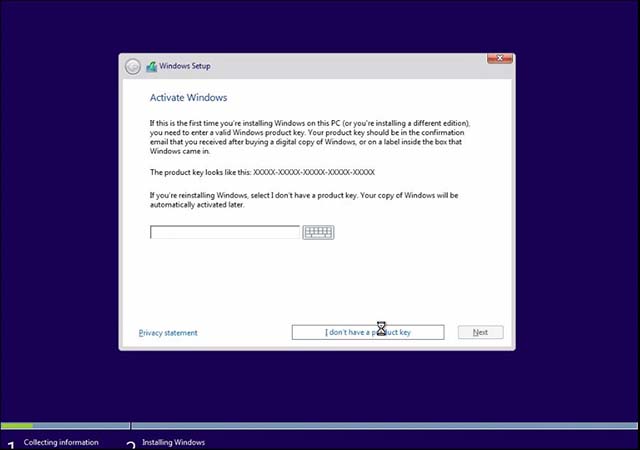 Windows Setup
Activate Windows
If this is the first time you're installing Windows on this PC (or you're installing a different edition),
you need to enter a valid Windows product key. Your product key should be in the confirmation
email that you received after buying a digital copy of Windows, or on a label inside the box that
Windows came in.
The product key looks like this: XXXXX-XXXXX-XXXXX-XXXXX-XXXXX
If you're reinstalling Windows, select I don't have a product key. Your copy of Windows will be
automatically activated later.
Privacy statement
I don't have a product key
Next
1 Collecting information
2 Installing Windows